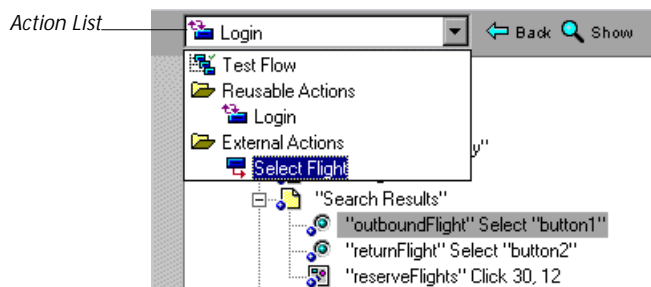 Action List
Login
Back
Show
Test Flow
Reusable Actions
Login
External Actions
y"
Select Flight
"Search Results"
"outboundFlight" Select "button1"
"returnFlight" Select "button2"
"reserveFlights" Click 30, 12